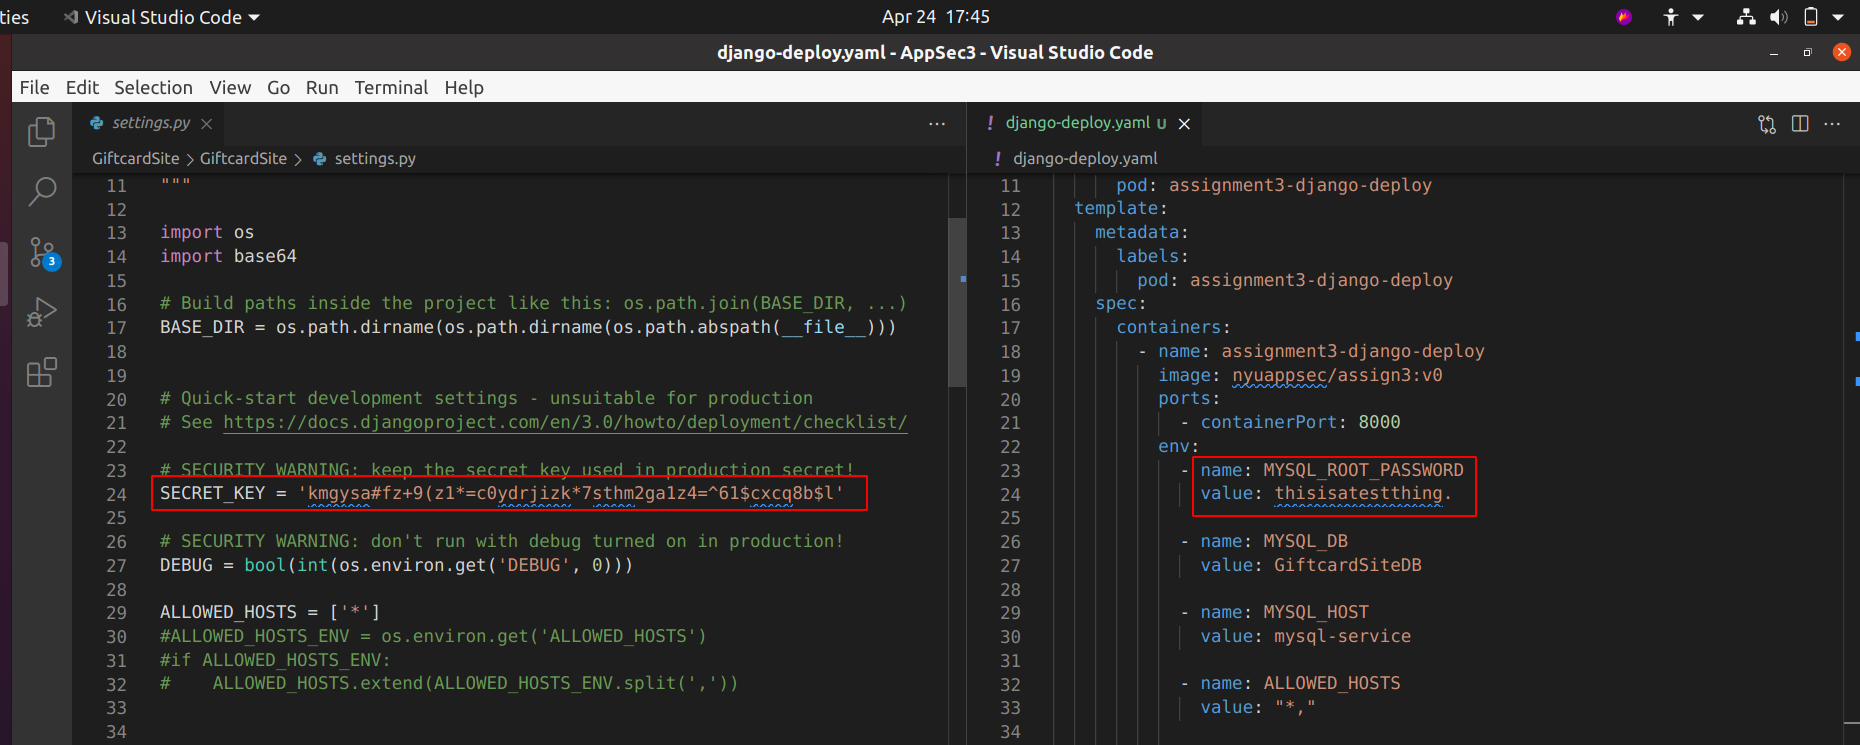 ties Visual Studio Code Apr 24 17:45
django-deploy.yaml - AppSec3 - Visual Studio Code
File Edit Selection View Go Run Terminal Help
settings.py
GiftcardSite > GiftcardSite > settings.py
11 """
12
13 import os
14 import base64
15
16 # Build paths inside the project like this: os.path.join(BASE_DIR, ...)
17 BASE_DIR = os.path.dirname(os.path.dirname(os.path.abspath(__file__)))
18
19
20 # Quick-start development settings - unsuitable for production
21 # See https://docs.djangoproject.com/en/3.0/howto/deployment/checklist/
22
23 # SECURITY WARNING: keep the secret key used in production secret!
24 SECRET_KEY = 'kmgysa#fz+9(z1*=c0ydrjizk*7sthm2ga1z4=^61$cxcq8b$l'
25
26 # SECURITY WARNING: don't run with debug turned on in production!
27 DEBUG = bool(int(os.environ.get('DEBUG', 0)))
28
29 ALLOWED_HOSTS = ['*']
30 #ALLOWED_HOSTS_ENV = os.environ.get('ALLOWED_HOSTS')
31 #if ALLOWED_HOSTS_ENV:
32 #    ALLOWED_HOSTS.extend(ALLOWED_HOSTS_ENV.split(','))
33
34
3
! django-deploy.yaml U
! django-deploy.yaml
11 pod: assignment3-django-deploy
12 template:
13 metadata:
14 labels:
15 pod: assignment3-django-deploy
16 spec:
17 containers:
18 - name: assignment3-django-deploy
19 image: nyuappsec/assign3:v0
20 ports:
21 - containerPort: 8000
22 env:
23 - name: MYSQL_ROOT_PASSWORD
24 value: thisisatestthing.
25
26 - name: MYSQL_DB
27 value: GiftcardSiteDB
28
29 - name: MYSQL_HOST
30 value: mysql-service
31
32 - name: ALLOWED_HOSTS
33 value: "*,"
34